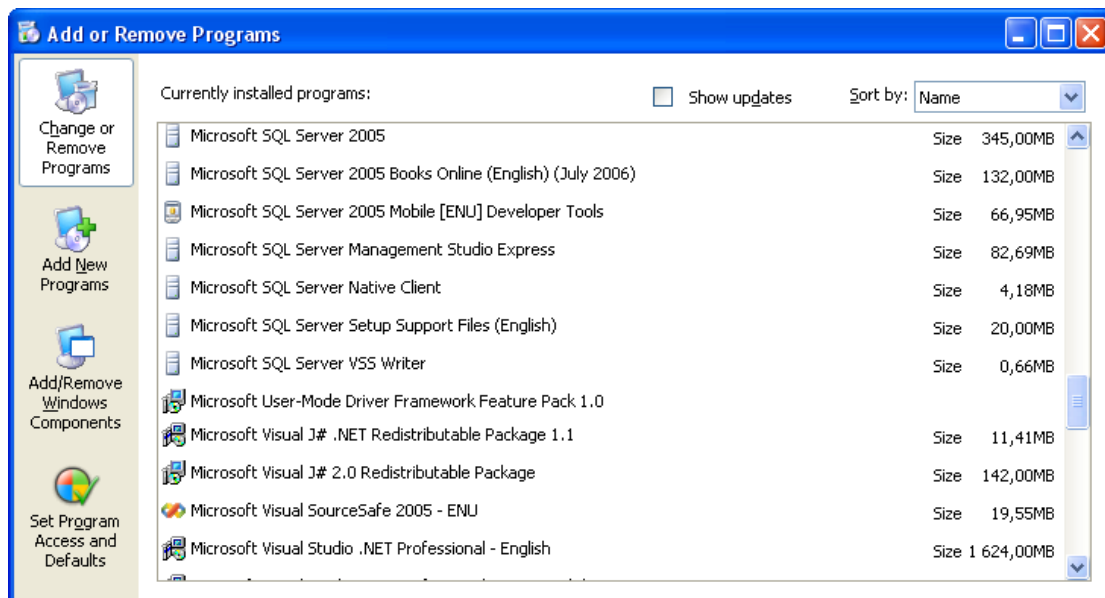 Add or Remove Programs
Change or
Remove
Programs
Add New
Programs
Add/Remove
Windows
Components
Set Program
Access and
Defaults
Currently installed programs:
Show updates
Sort by: Name
Microsoft SQL Server 2005 Size 345,00MB
Microsoft SQL Server 2005 Books Online (English) (July 2006) Size 132,00MB
Microsoft SQL Server 2005 Mobile [ENU] Developer Tools Size 66,95MB
Microsoft SQL Server Management Studio Express Size 82,69MB
Microsoft SQL Server Native Client Size 4,18MB
Microsoft SQL Server Setup Support Files (English) Size 20,00MB
Microsoft SQL Server VSS Writer Size 0,66MB
Microsoft User-Mode Driver Framework Feature Pack 1.0
Microsoft Visual J# .NET Redistributable Package 1.1 Size 11,41MB
Microsoft Visual J# 2.0 Redistributable Package Size 142,00MB
Microsoft Visual SourceSafe 2005 - ENU Size 19,55MB
Microsoft Visual Studio .NET Professional - English Size 1 624,00MB